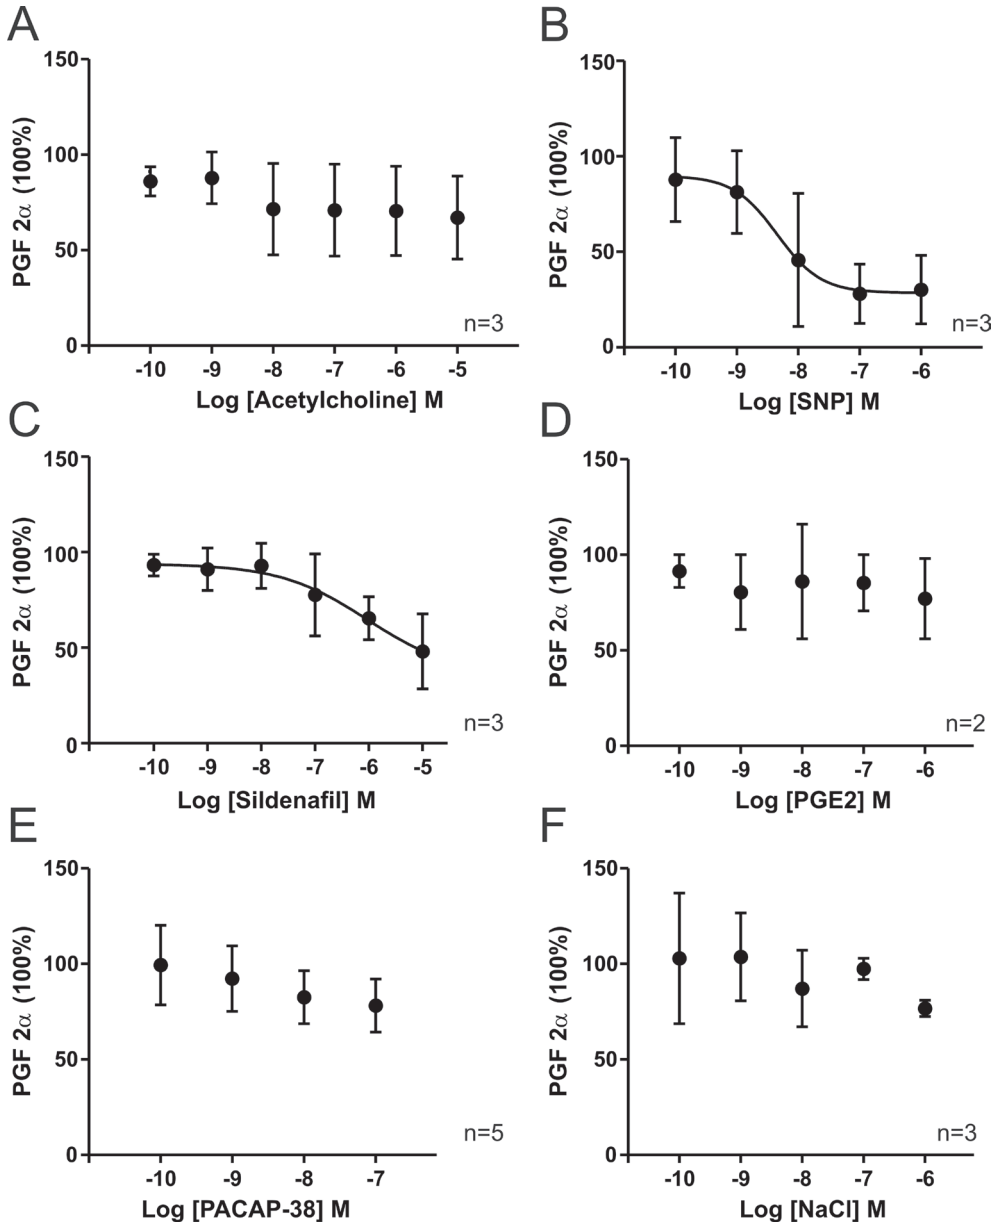 A
PGF 2α (100%)
150
100
50
0
n=3
-10 -9 -8 -7 -6 -5
Log [Acetylcholine] M
B
PGF 2α (100%)
150
100
50
0
n=3
-10 -9 -8 -7 -6
Log [SNP] M
C
PGF 2α (100%)
150
100
50
0
n=3
-10 -9 -8 -7 -6 -5
Log [Sildenafil] M
D
PGF 2α (100%)
150
100
50
0
n=2
-10 -9 -8 -7 -6
Log [PGE2] M
E
PGF 2α (100%)
150
100
50
0
n=5
-10 -9 -8 -7
Log [PACAP-38] M
F
PGF 2α (100%)
150
100
50
0
n=3
-10 -9 -8 -7 -6
Log [NaCl] M